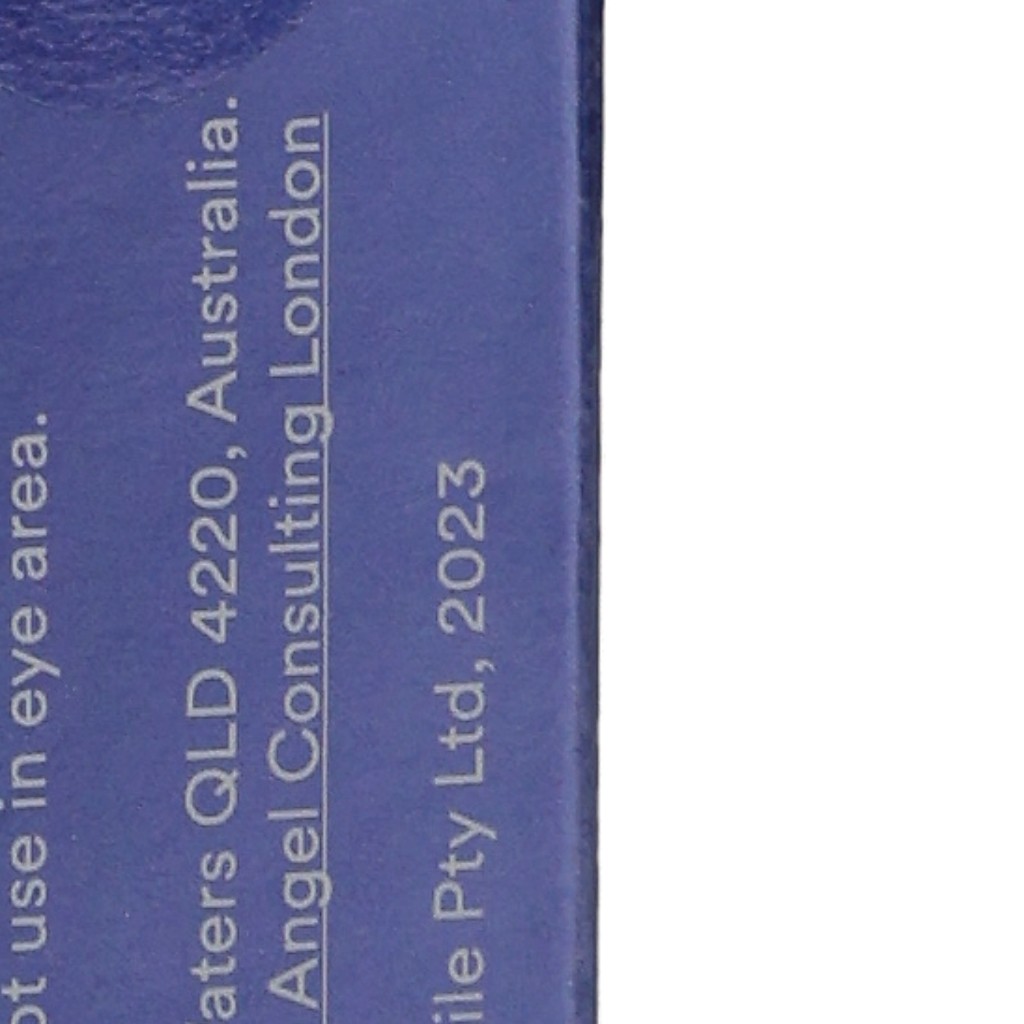 ot use in eye area.
aters QLD 4220, Australia.
Angel Consulting London
ile Pty Ltd, 2023